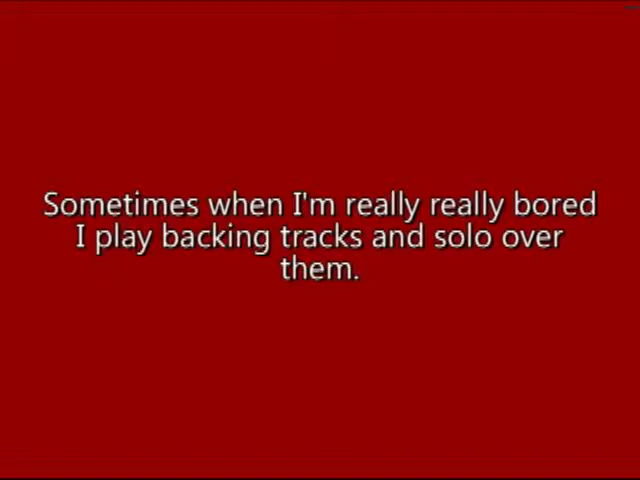 Sometimes when I'm really really bored
I play backing tracks and solo over
them.